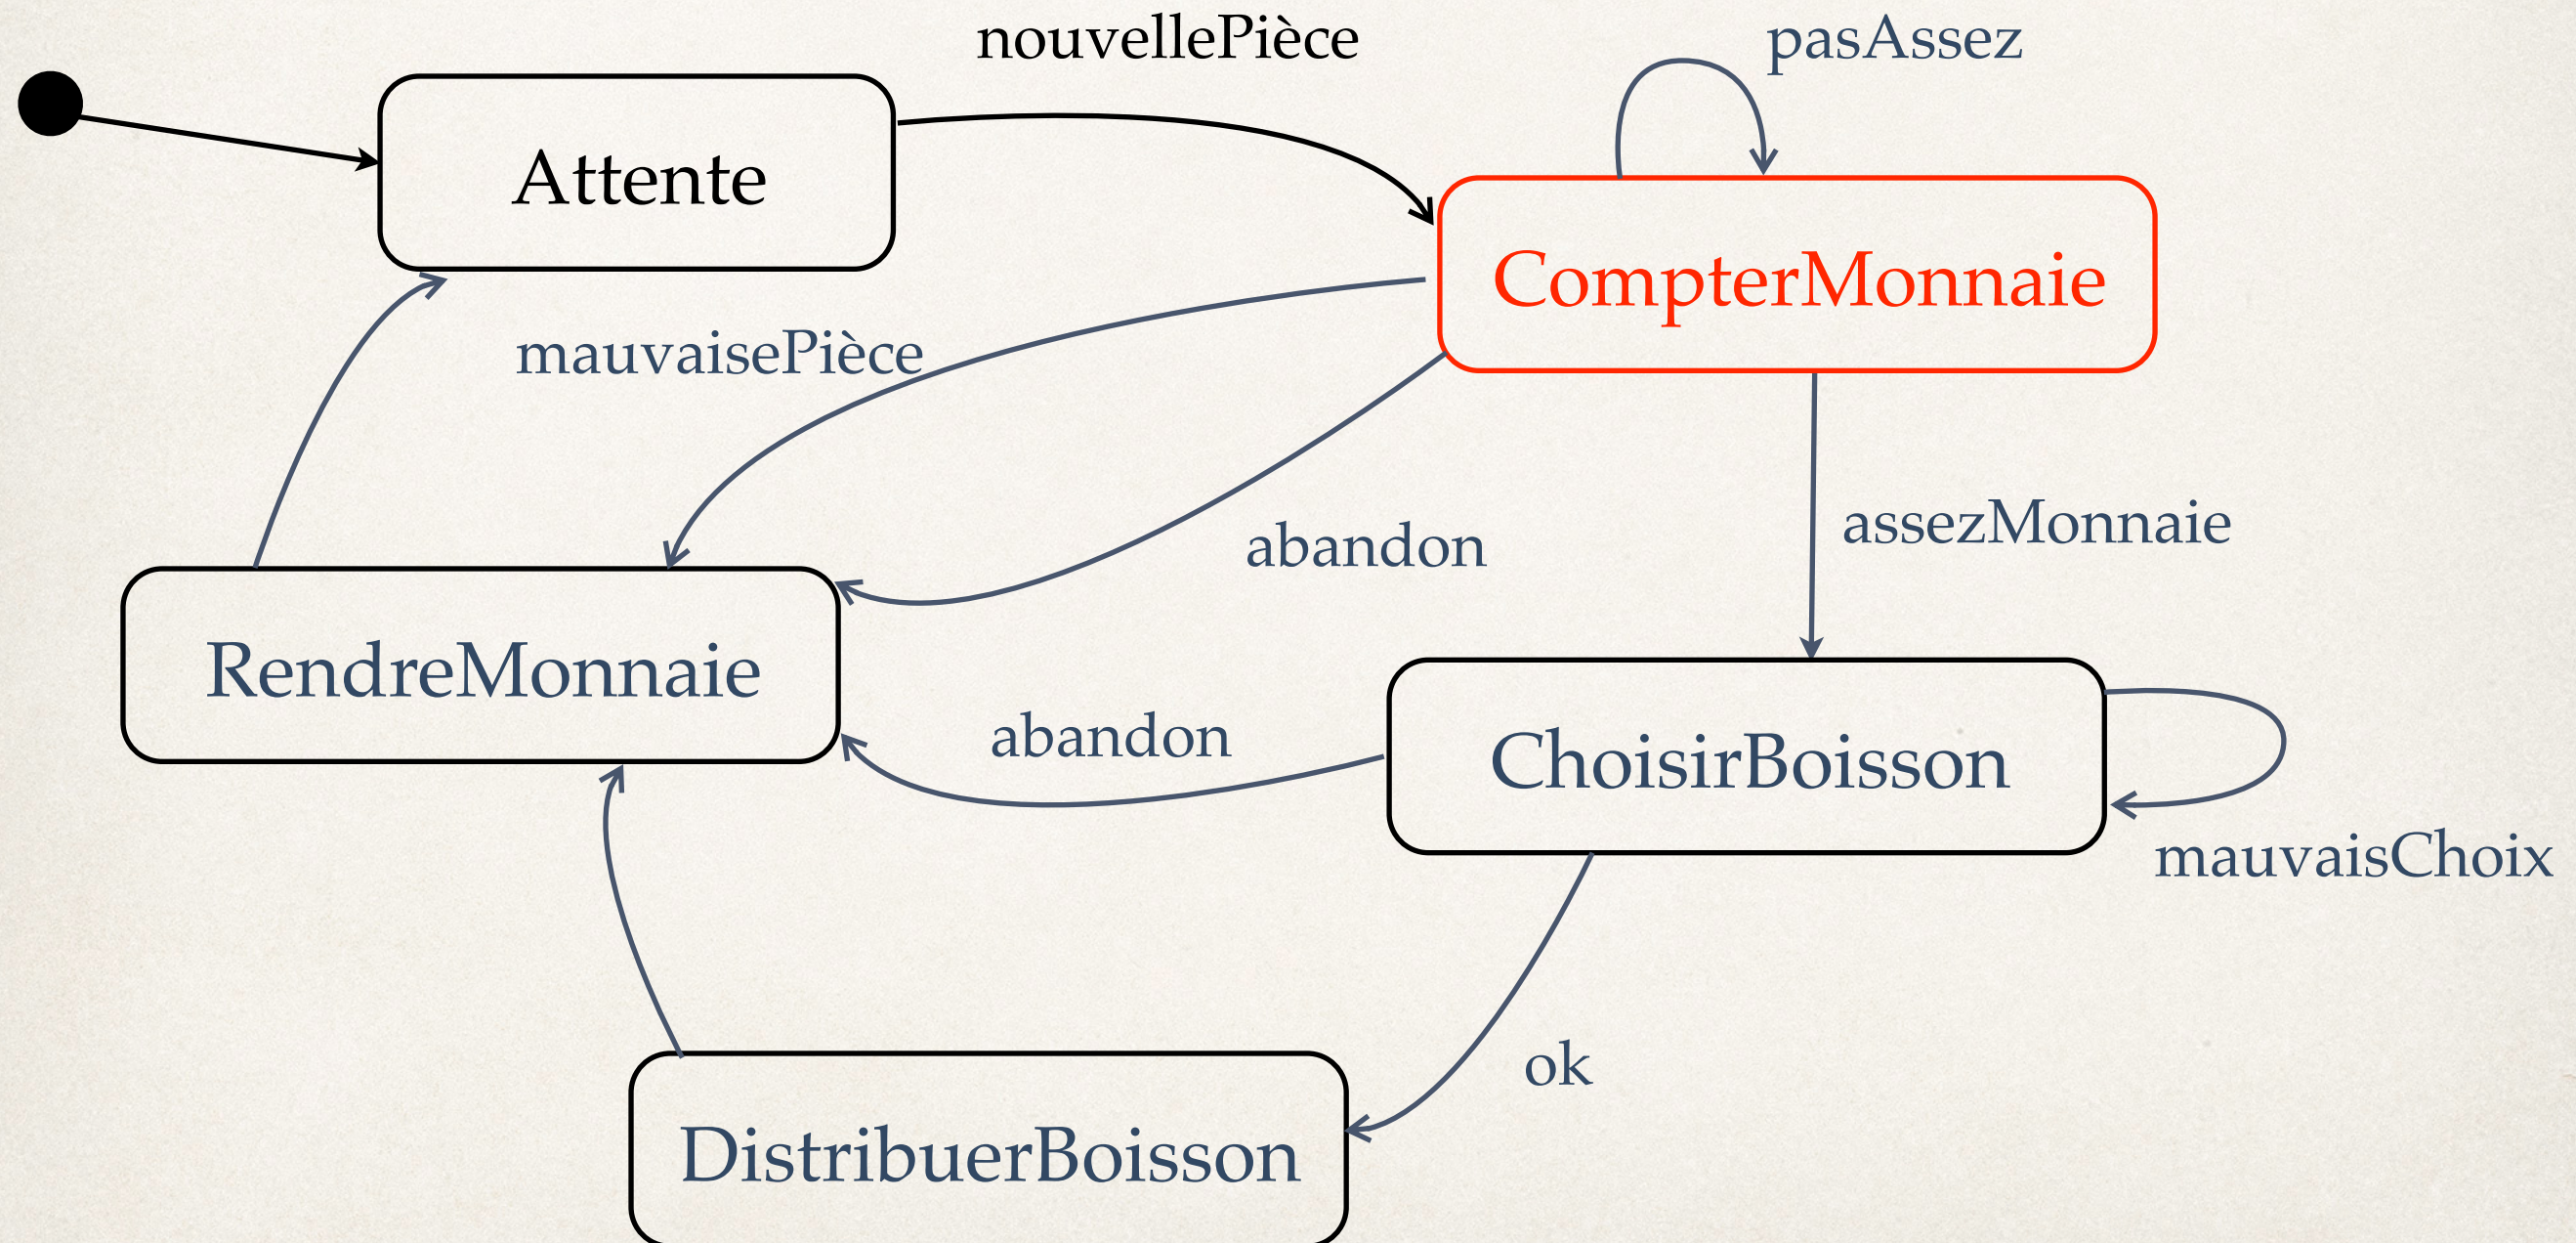 nouvellePièce
pasAssez
Attente
CompterMonnaie
mauvaisePièce
assezMonnaie
abandon
RendreMonnaie
abandon
ChoisirBoisson
mauvaisChoix
ok
DistribuerBoisson